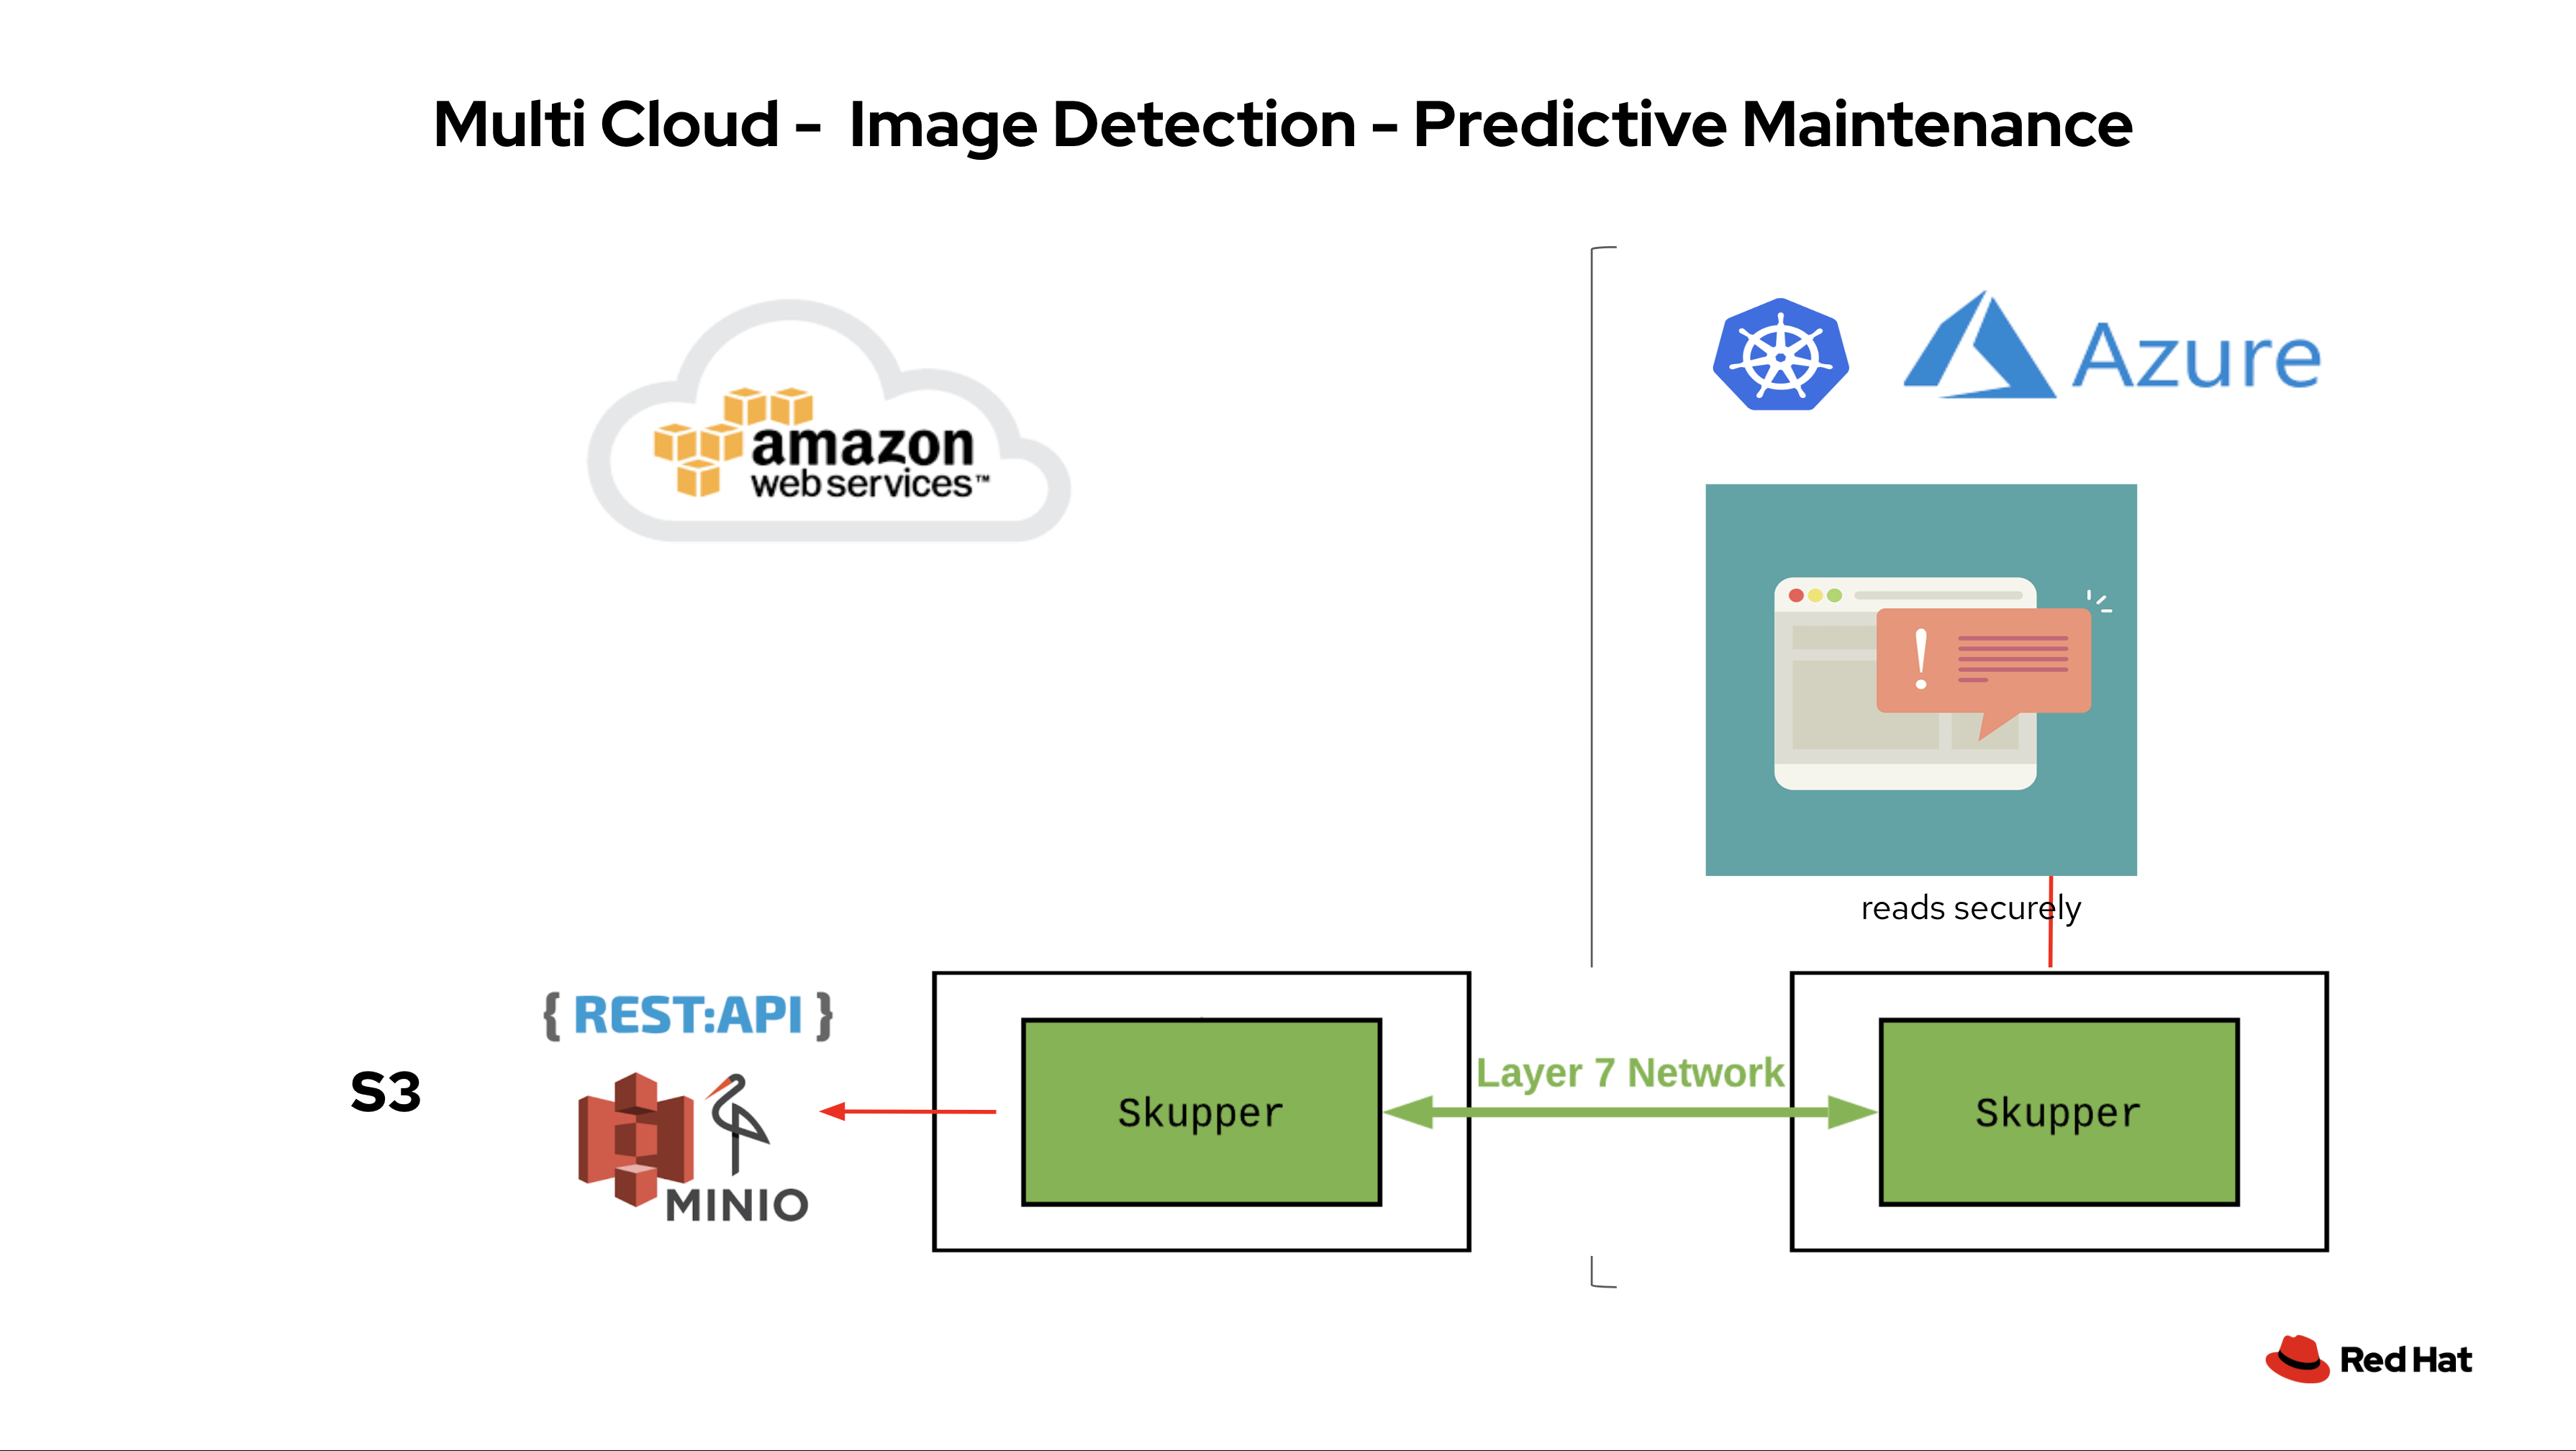 Multi Cloud - Image Detection - Predictive Maintenance
amazon
web services™
Azure
!
reads securely
{ REST:API }
S3
MINIO
Skupper
Layer 7 Network
Skupper
Red Hat